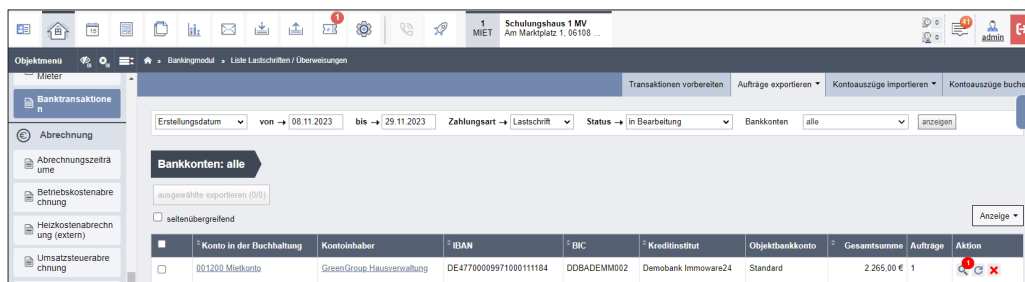 1
15
1
MIET
Schulungshaus 1 MV
Am Marktplatz 1, 06108 ...
0
0
41
admin
Objektmenü
» Bankingmodul » Liste Lastschriften / Überweisungen
Mieter
Banktransaktione
n
Abrechnung
Abrechnungszeiträ
ume
Betriebskostenabre
chnung
Heizkostenabrechn
ung (extern)
Umsatzsteuerabre
chnung
Transaktionen vorbereiten
Aufträge exportieren
Kontoauszüge importieren
Kontoauszüge buche
Erstellungsdatum von → 08.11.2023 bis → 29.11.2023 Zahlungsart → Lastschrift Status → in Bearbeitung Bankkonten alle anzeigen
Bankkonten: alle
ausgewählte exportieren (0/0)
seitenübergreifend
Anzeige
Konto in der Buchhaltung Kontoinhaber IBAN BIC Kreditinstitut Objektbankkonto Gesamtsumme Aufträge Aktion
001200 Mietkonto GreenGroup Hausverwaltung DE47700009971000111184 DDBADEMM002 Demobank Immoware24 Standard 2.265,00 € 1 1